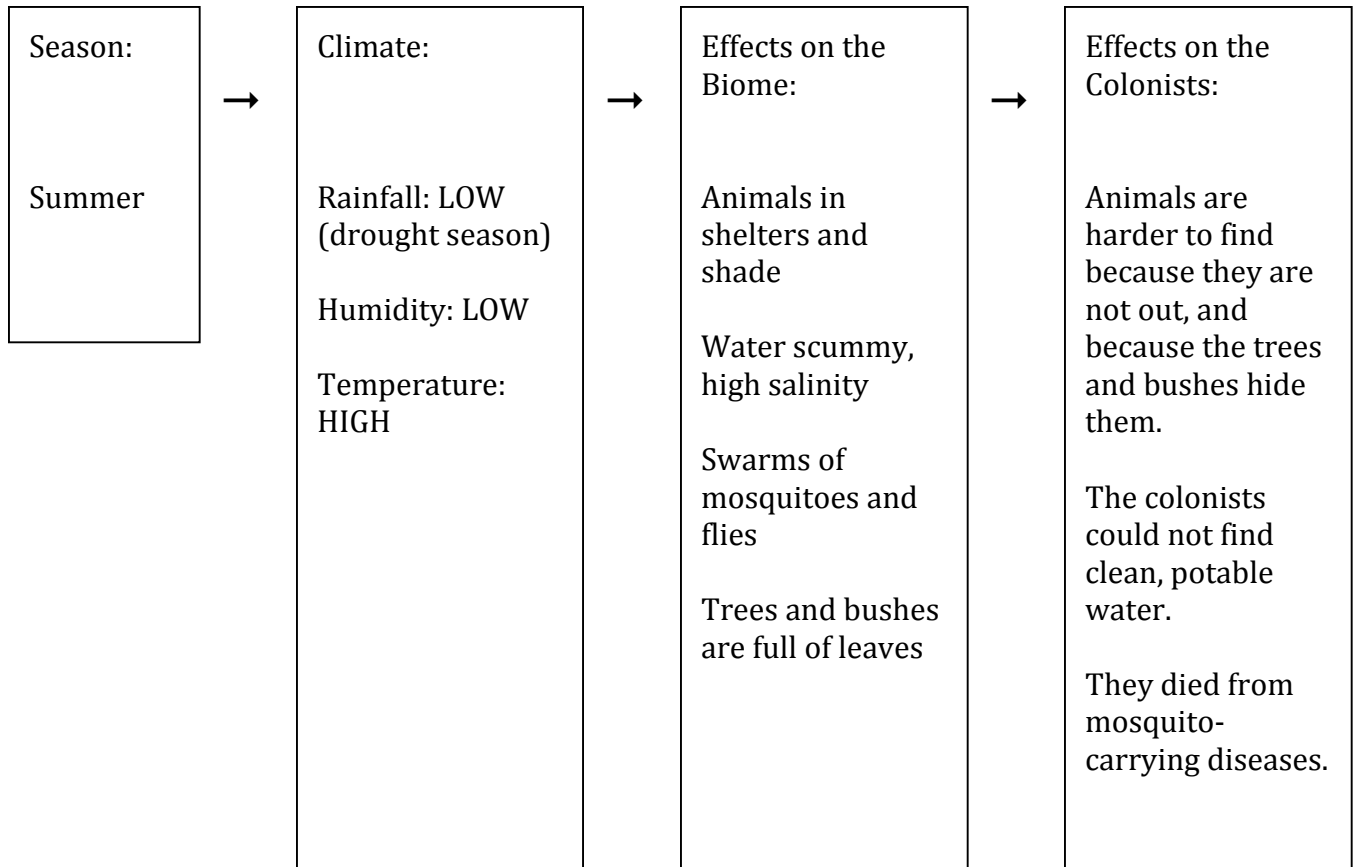 Season:
Summer
→
Climate:
Rainfall: LOW
(drought season)
Humidity: LOW
Temperature:
HIGH
→
Effects on the
Biome:
Animals in
shelters and
shade
Water scummy,
high salinity
Swarms of
mosquitoes and
flies
Trees and bushes
are full of leaves
→
Effects on the
Colonists:
Animals are
harder to find
because they are
not out, and
because the trees
and bushes hide
them.
The colonists
could not find
clean, potable
water.
They died from
mosquito-
carrying diseases.